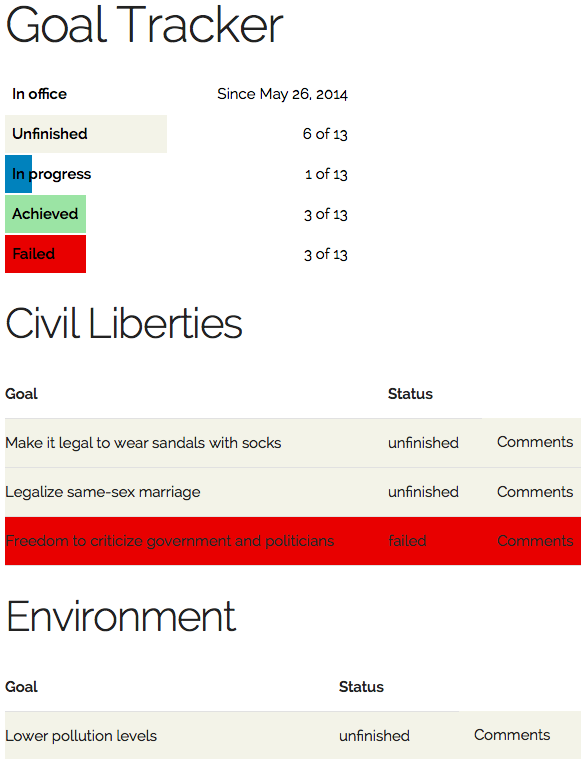 Goal Tracker
In office Since May 26, 2014
Unfinished 6 of 13
In progress 1 of 13
Achieved 3 of 13
Failed 3 of 13
Civil Liberties
Goal Status
Make it legal to wear sandals with socks unfinished Comments
Legalize same-sex marriage unfinished Comments
Freedom to criticize government and politicians failed Comments
Environment
Goal Status
Lower pollution levels unfinished Comments